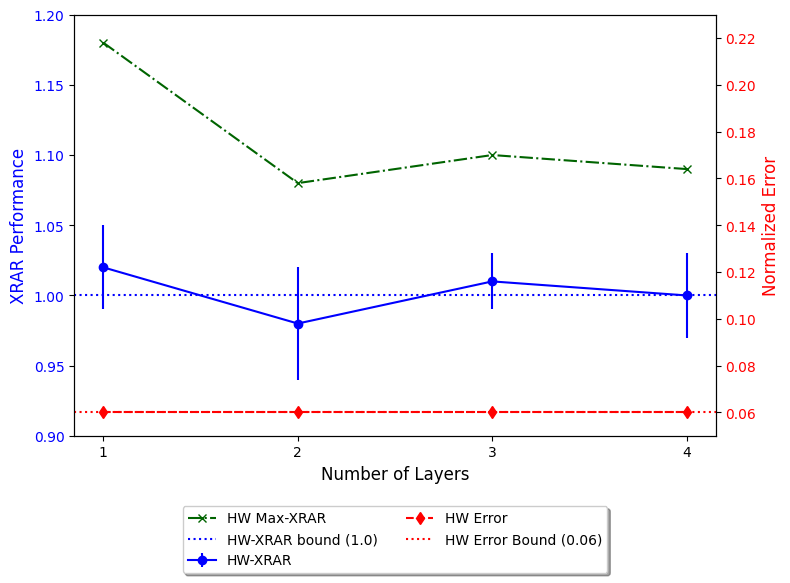 1.20
1.15
1.10
1.05
1.00
0.95
0.90
XRAR Performance
0.22
0.20
0.18
0.16
0.14
0.12
0.10
0.08
0.06
Normalized Error
1
2
3
4
Number of Layers
HW Max-XRAR
HW-XRAR bound (1.0)
HW-XRAR
HW Error
HW Error Bound (0.06)